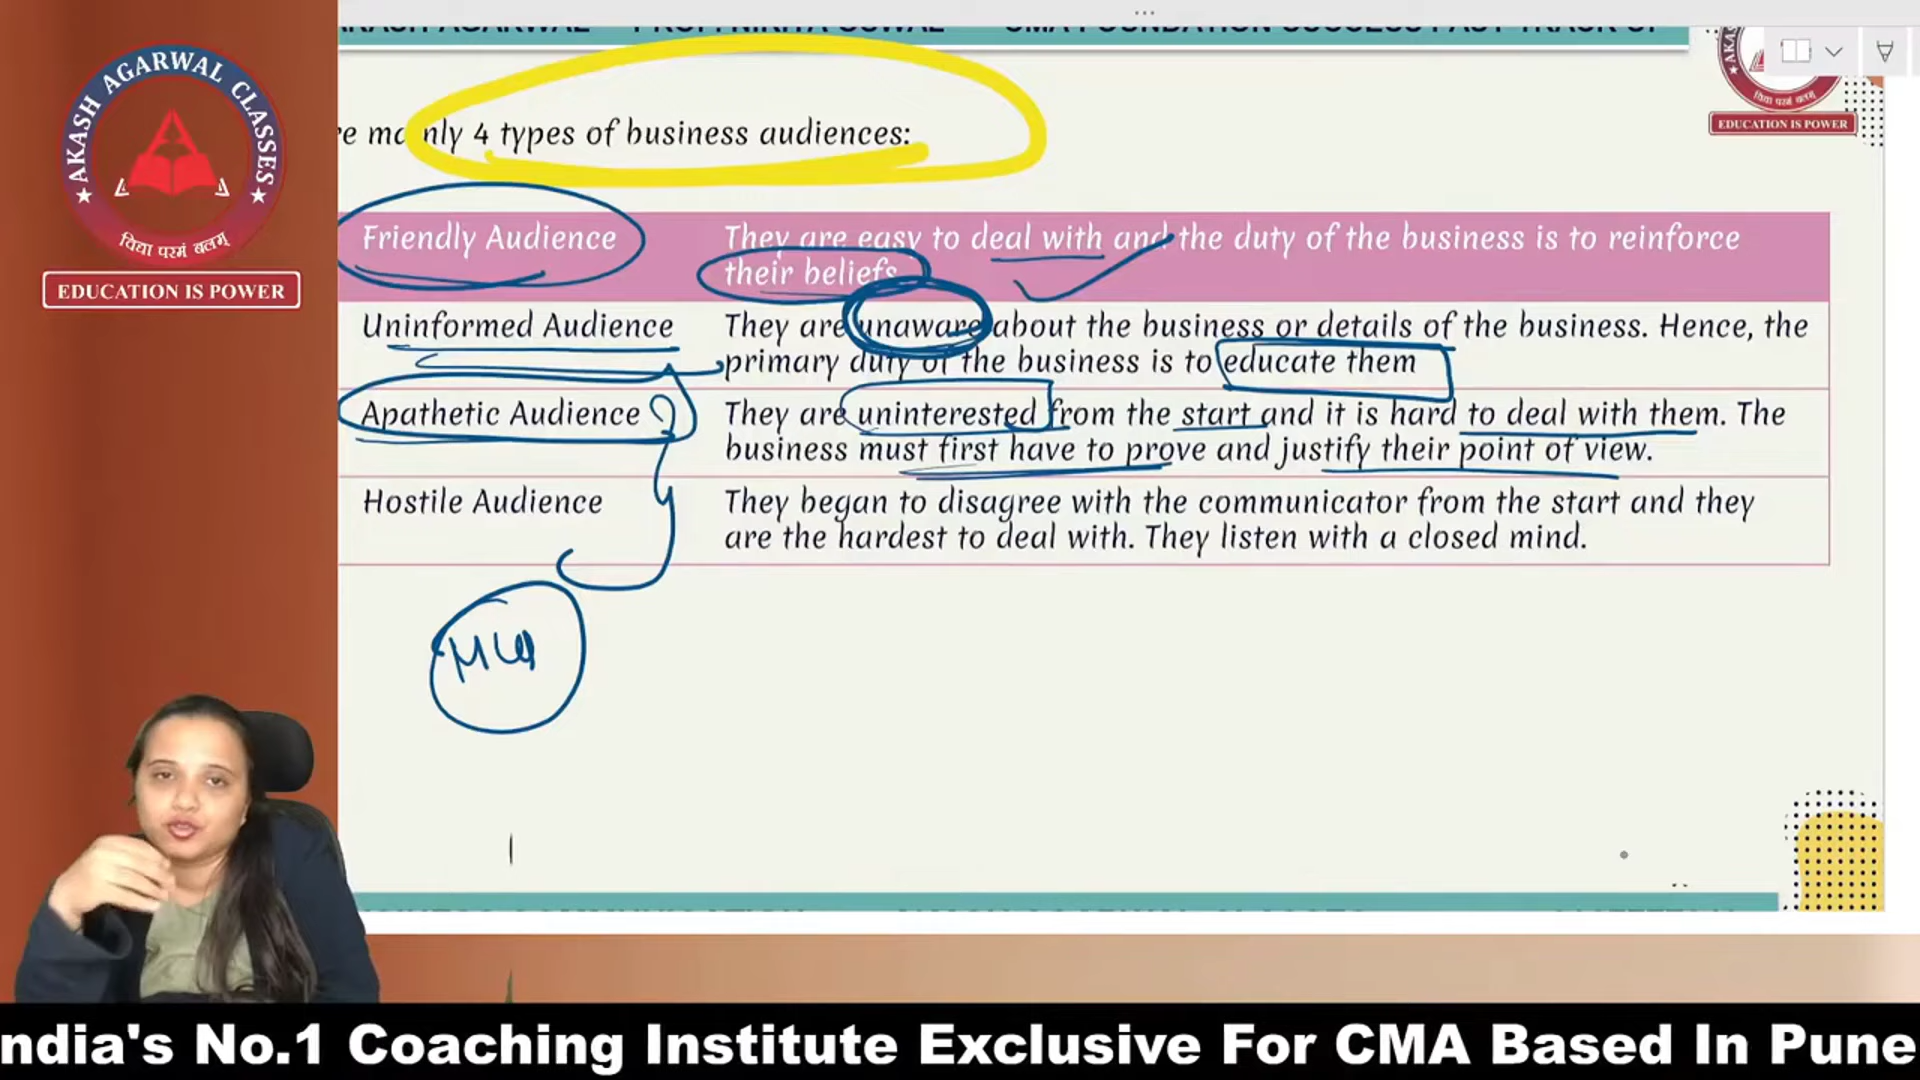 AKASH AGARWAL CLASSES
विद्या परमं बलम्
EDUCATION IS POWER
EDUCATION IS POWER
4 types of business audiences:
Friendly Audience
They are easy to deal with and the duty of the business is to reinforce
their beliefs
Uninformed Audience
They are unaware about the business or details of the business. Hence, the
primary duty of the business is to educate them
Apathetic Audience
They are uninterested from the start and it is hard to deal with them. The
business must first have to prove and justify their point of view.
Hostile Audience
They began to disagree with the communicator from the start and they
are the hardest to deal with. They listen with a closed mind.
ndia's No.1 Coaching Institute Exclusive For CMA Based In Pune